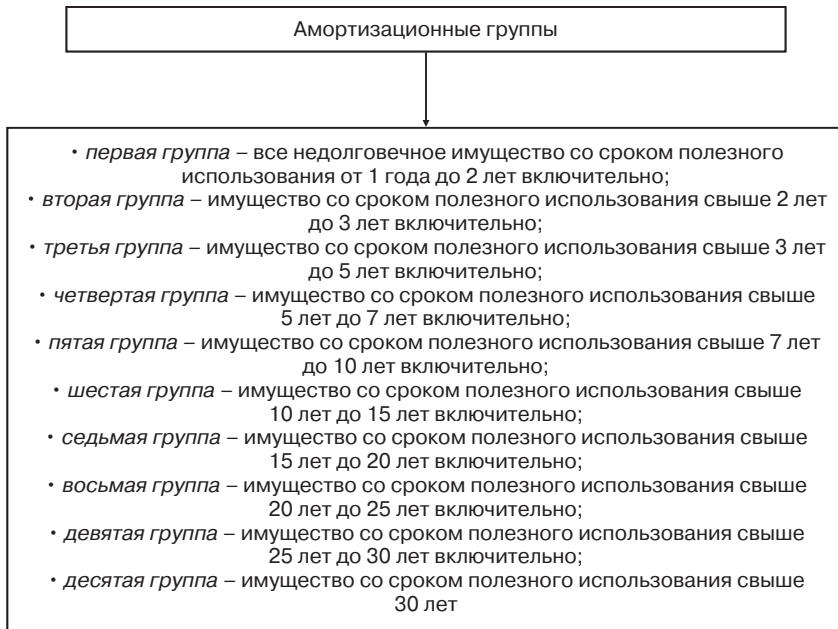 Амортизационные группы
• первая группа – все недолговечное имущество со сроком полезного
использования от 1 года до 2 лет включительно;
• вторая группа – имущество со сроком полезного использования свыше 2 лет
до 3 лет включительно;
• третья группа – имущество со сроком полезного использования свыше 3 лет
до 5 лет включительно;
• четвертая группа – имущество со сроком полезного использования свыше
5 лет до 7 лет включительно;
• пятая группа – имущество со сроком полезного использования свыше 7 лет
до 10 лет включительно;
• шестая группа – имущество со сроком полезного использования свыше
10 лет до 15 лет включительно;
• седьмая группа – имущество со сроком полезного использования свыше
15 лет до 20 лет включительно;
• восьмая группа – имущество со сроком полезного использования свыше
20 лет до 25 лет включительно;
• девятая группа – имущество со сроком полезного использования свыше
25 лет до 30 лет включительно;
• десятая группа – имущество со сроком полезного использования свыше
30 лет